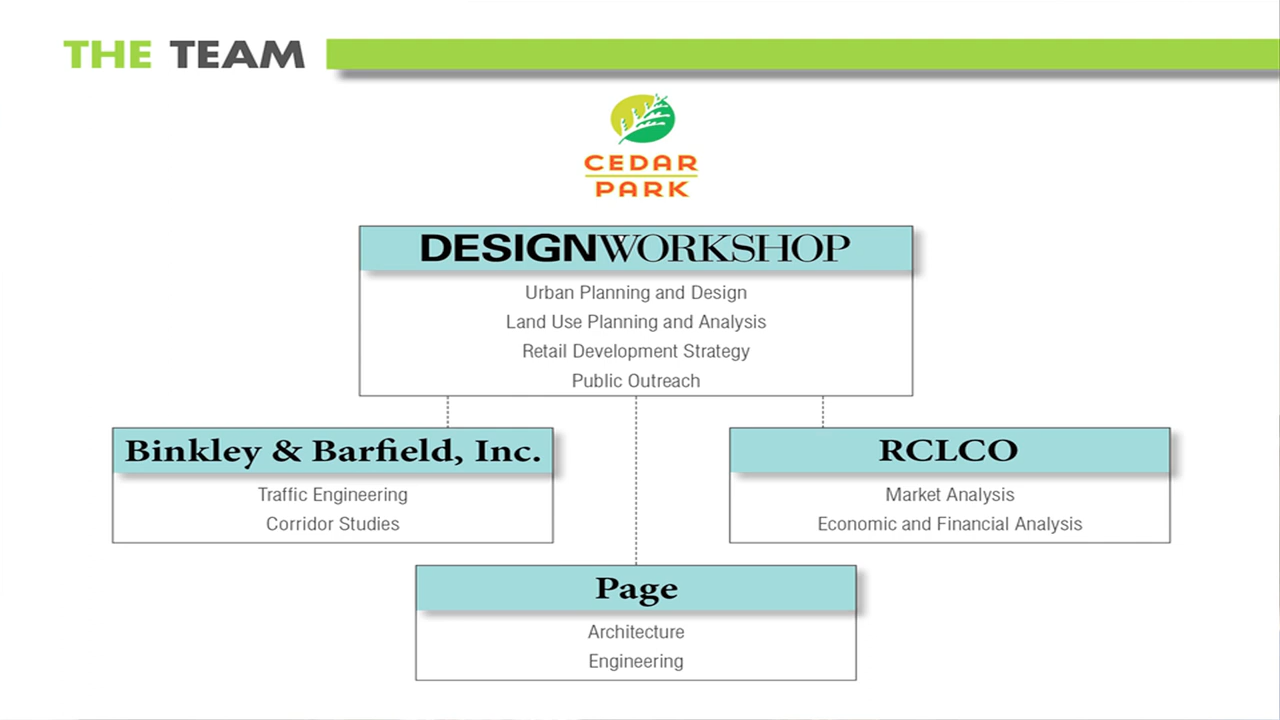 THE TEAM
CEDAR
PARK
DESIGNWORKSHOP
Urban Planning and Design
Land Use Planning and Analysis
Retail Development Strategy
Public Outreach
Binkley & Barfield, Inc.
Traffic Engineering
Corridor Studies
RCLCO
Market Analysis
Economic and Financial Analysis
Page
Architecture
Engineering